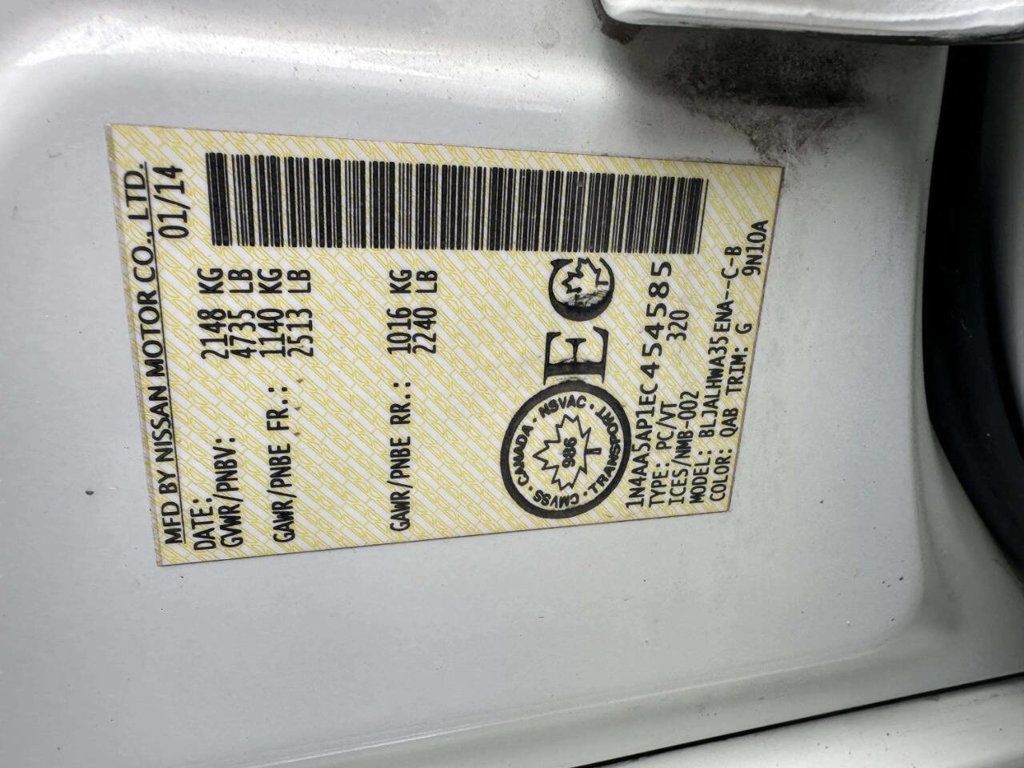 MFD BY NISSAN MOTOR CO., LTD.
DATE: 01/14
GVWR/PNBV: 2148 KG
4735 LB
GAWR/PNBE FR.: 1140 KG
2513 LB
GAWR/PNBE RR.: 1016 KG
2240 LB
CANADA · NSVAC · TRANSPORT · CMVSS ·
986
T
EC
1N4AA5AP1EC454585
TYPE: PC/VT 320
ICES/NMB-002
MODEL: BLJALHWA35ENA--C-B
COLOR: QAB TRIM: G 9N10A